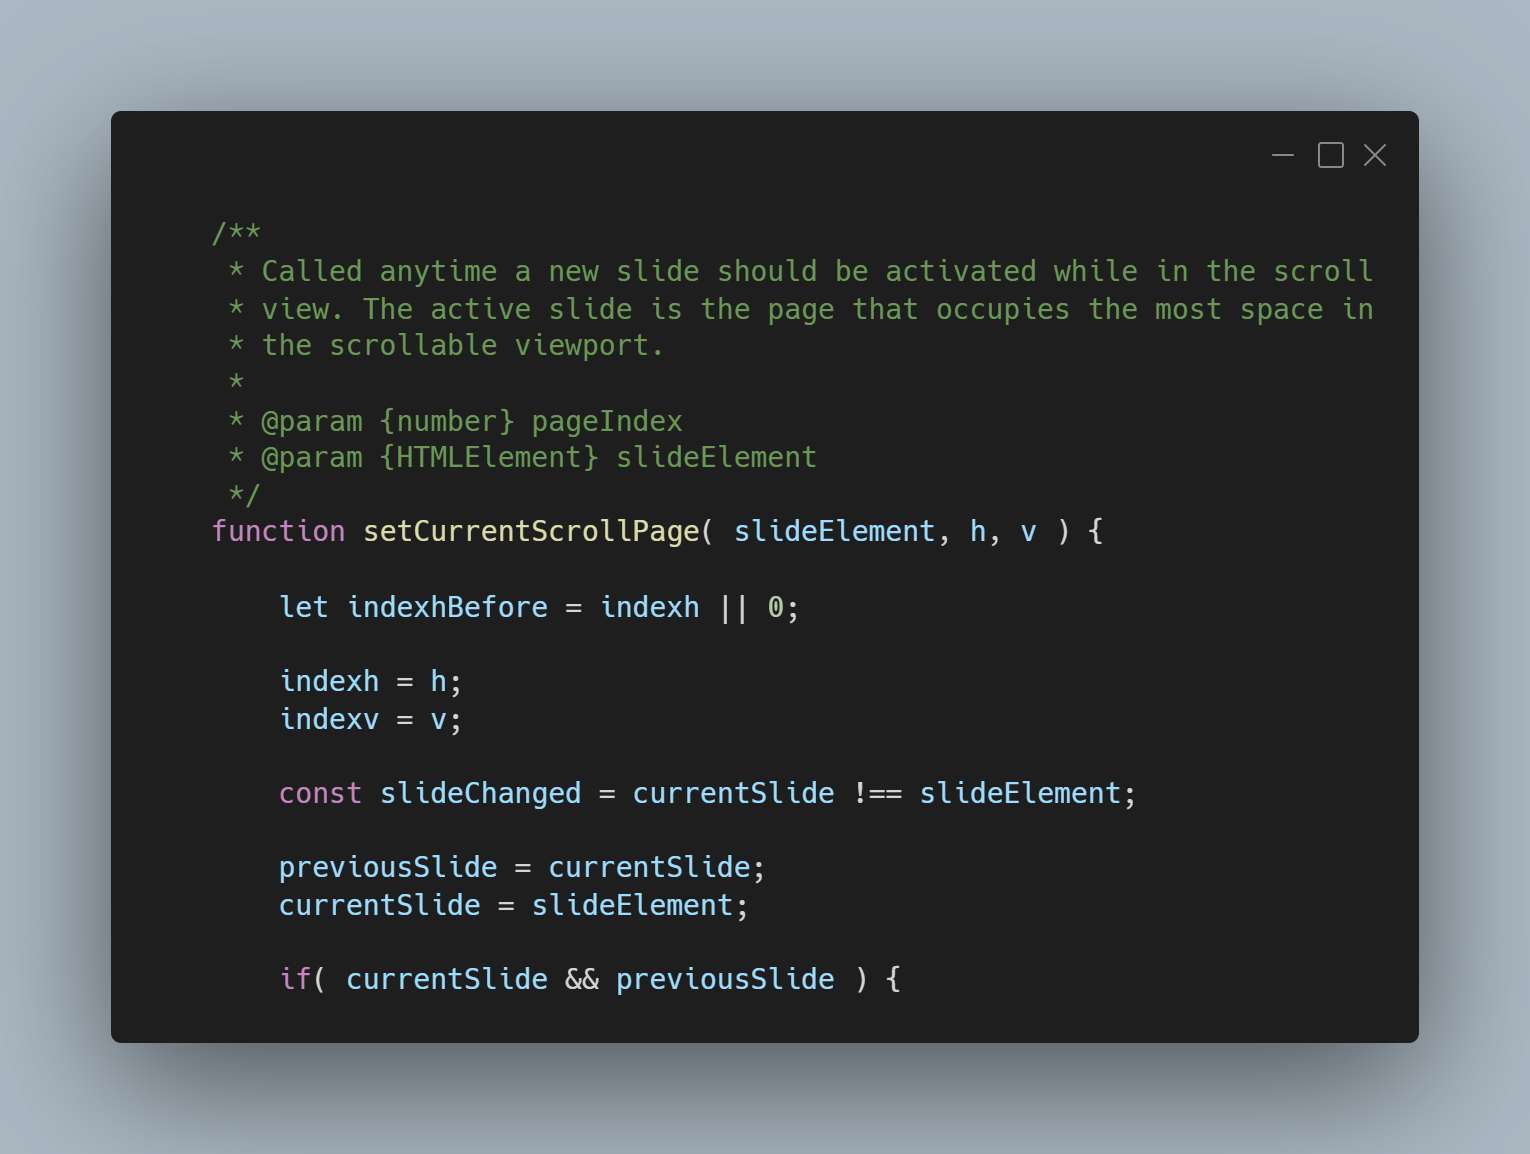 /**
 * Called anytime a new slide should be activated while in the scroll
 * view. The active slide is the page that occupies the most space in
 * the scrollable viewport.
 *
 * @param {number} pageIndex
 * @param {HTMLElement} slideElement
 */
function setCurrentScrollPage( slideElement, h, v ) {

    let indexhBefore = indexh || 0;

    indexh = h;
    indexv = v;

    const slideChanged = currentSlide !== slideElement;

    previousSlide = currentSlide;
    currentSlide = slideElement;

    if( currentSlide && previousSlide ) {